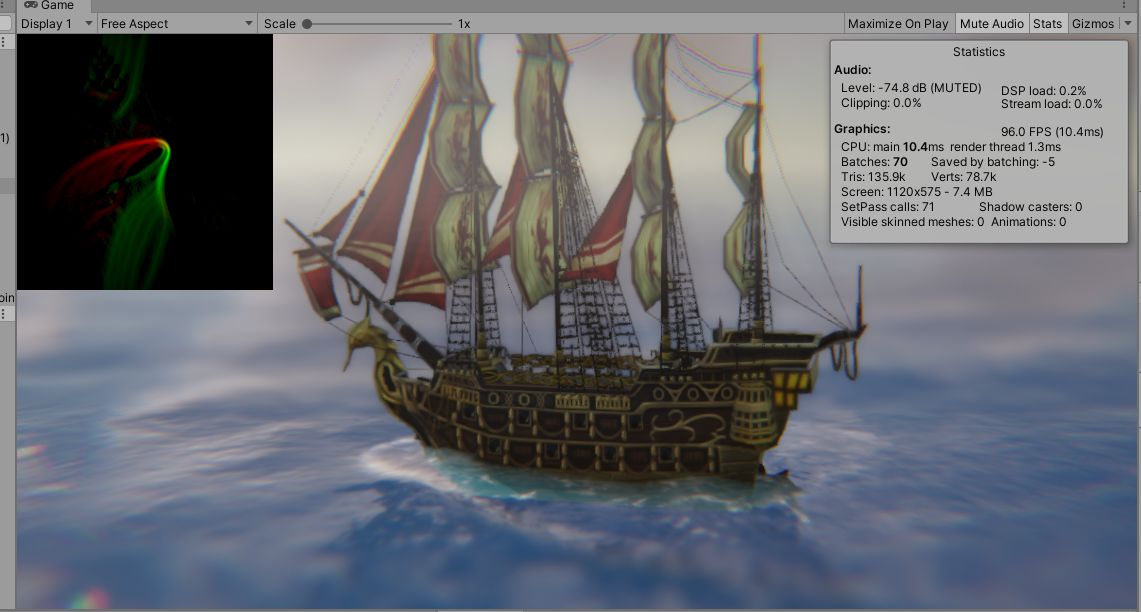 Game
Display 1 Free Aspect Scale 1x Maximize On Play Mute Audio Stats Gizmos
Statistics
Audio:
Level: -74.8 dB (MUTED) DSP load: 0.2%
Clipping: 0.0% Stream load: 0.0%
Graphics: 96.0 FPS (10.4ms)
CPU: main 10.4ms render thread 1.3ms
Batches: 70 Saved by batching: -5
Tris: 135.9k Verts: 78.7k
Screen: 1120x575 - 7.4 MB
SetPass calls: 71 Shadow casters: 0
Visible skinned meshes: 0 Animations: 0
1)
oin